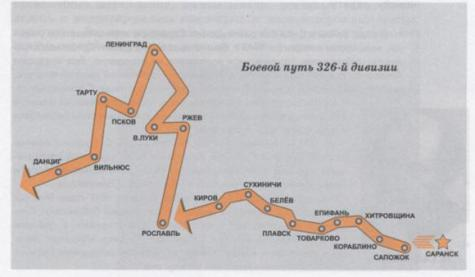 Боевой путь 326-й дивизии
ЛЕНИНГРАД
ТАРТУ
ПСКОВ
В.ЛУКИ
РЖЕВ
ДАНЦИГ
ВИЛЬНЮС
РОСЛАВЛЬ
КИРОВ
СУХИНИЧИ
БЕЛЁВ
ПЛАВСК
ТОВАРКОВО
ЕПИФАНЬ
ХИТРОВЩИНА
КОРАБЛИНО
САПОЖОК
САРАНСК